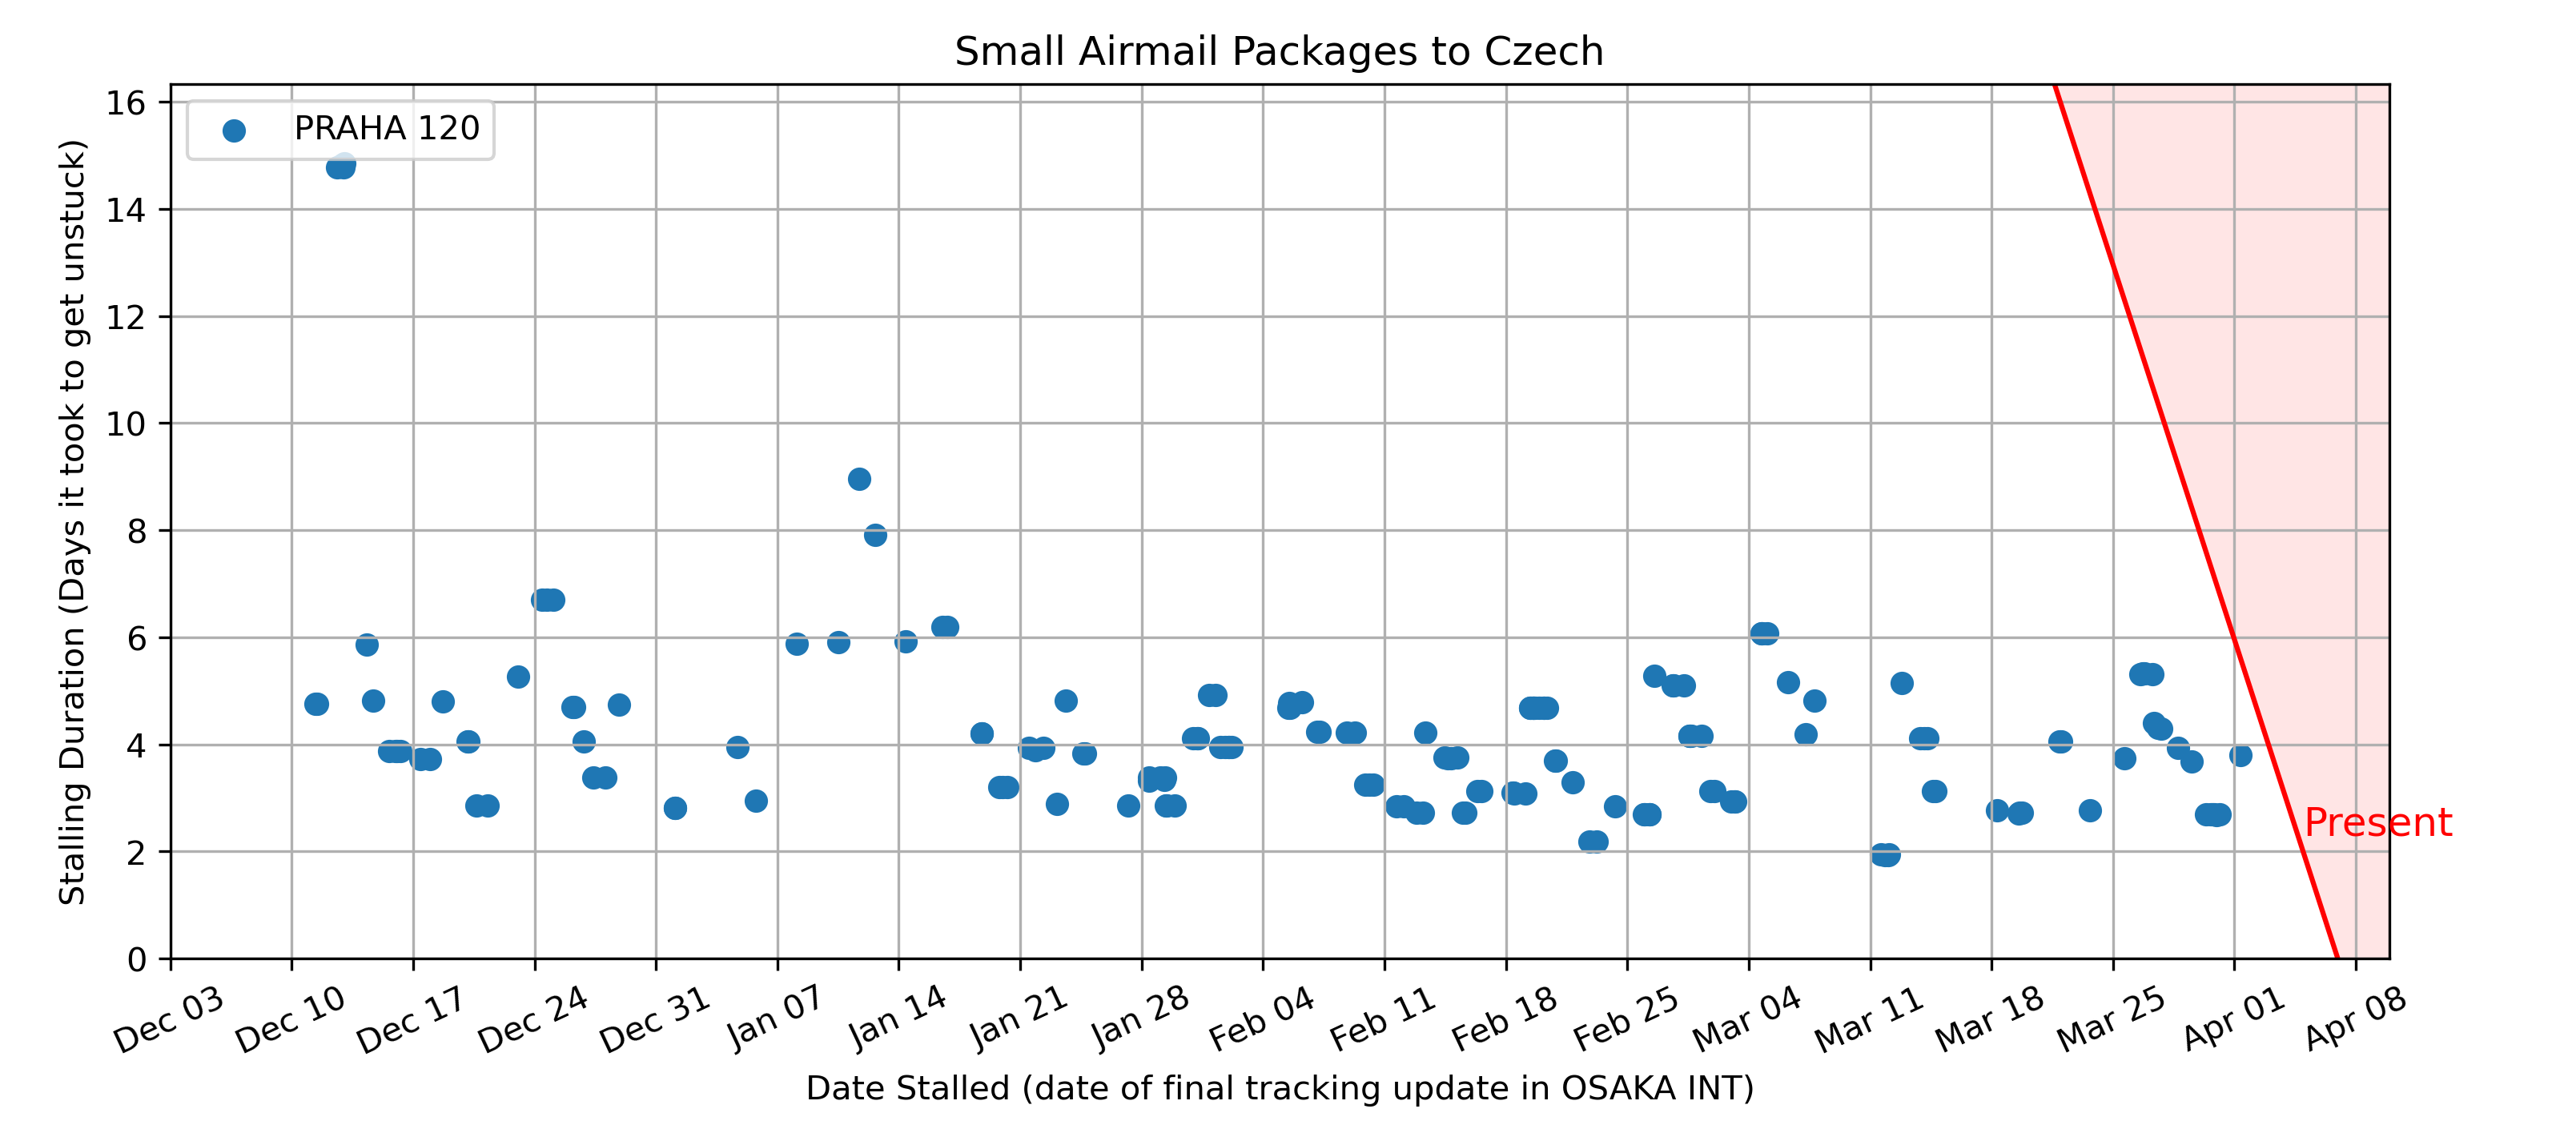 Small Airmail Packages to Czech
PRAHA 120
Stalling Duration (Days it took to get unstuck)
16
14
12
10
8
6
4
2
0
Present
Dec 03
Dec 10
Dec 17
Dec 24
Dec 31
Jan 07
Jan 14
Jan 21
Jan 28
Feb 04
Feb 11
Feb 18
Feb 25
Mar 04
Mar 11
Mar 18
Mar 25
Apr 01
Apr 08
Date Stalled (date of final tracking update in OSAKA INT)